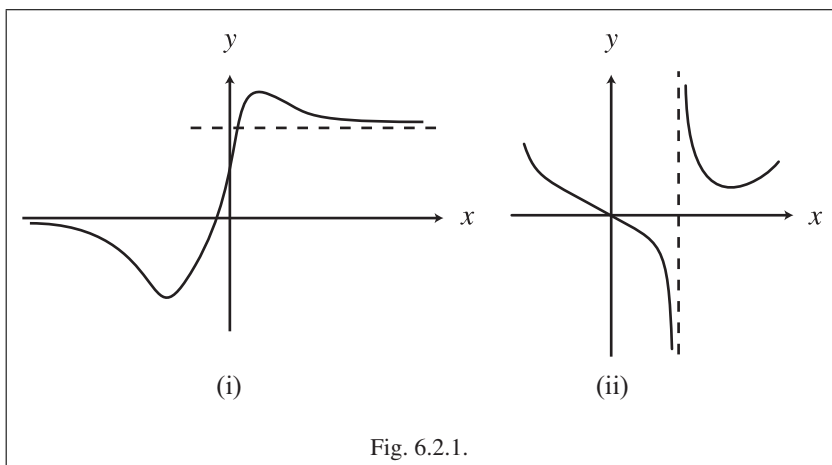 y
y
x
x
(i)
(ii)
Fig. 6.2.1.